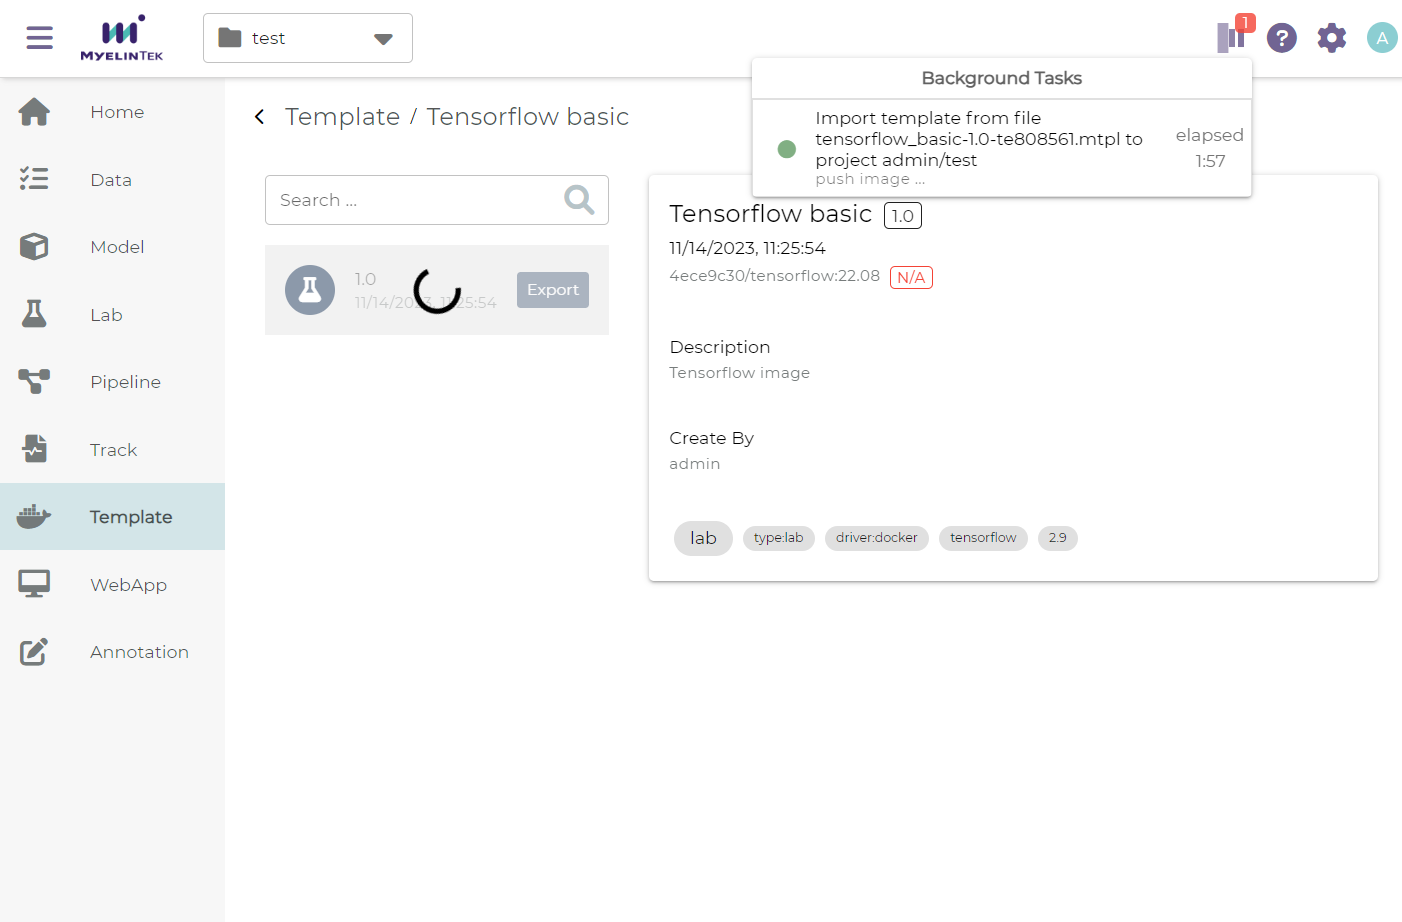 MYELINTEK
test
1
?
A
Background Tasks
Import template from file
tensorflow_basic-1.0-te808561.mtpl to
project admin/test
push image ...
elapsed
1:57
Home
Data
Model
Lab
Pipeline
Track
Template
WebApp
Annotation
Template / Tensorflow basic
Search ...
1.0
11/14/2023, 11:25:54
Export
Tensorflow basic 1.0
11/14/2023, 11:25:54
4ece9c30/tensorflow:22.08 N/A
Description
Tensorflow image
Create By
admin
lab type:lab driver:docker tensorflow 2.9